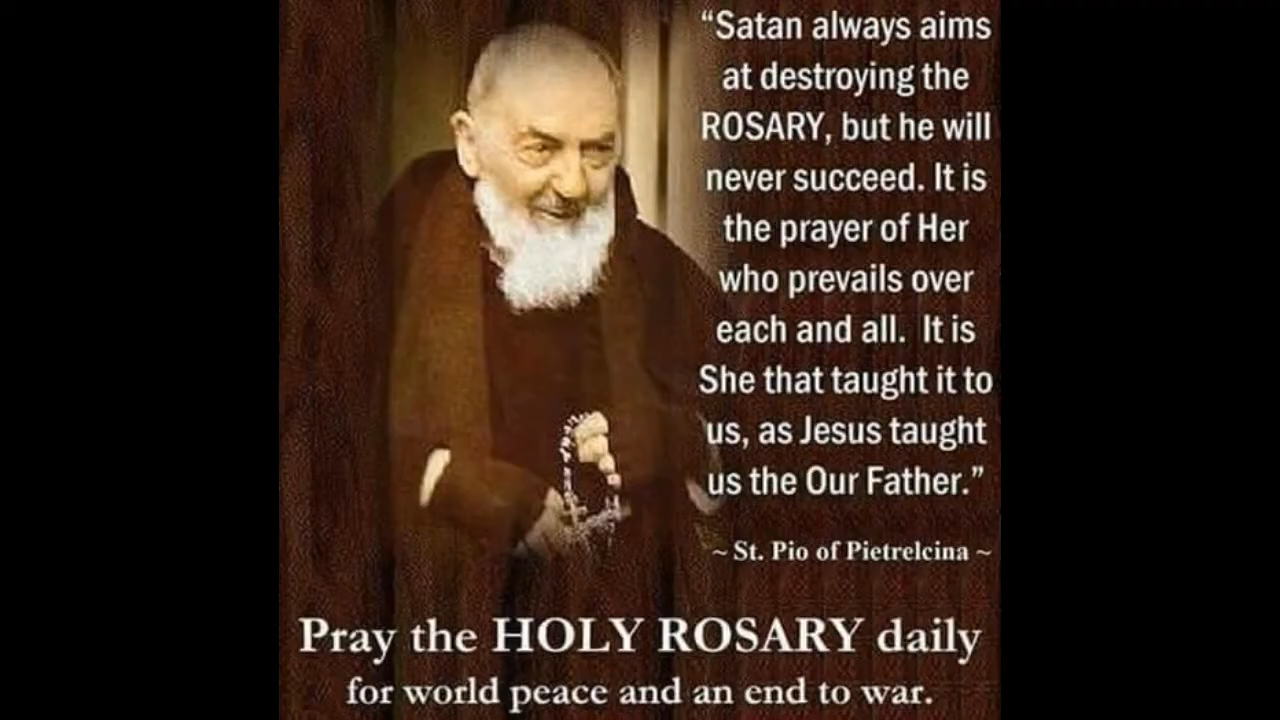 “Satan always aims
at destroying the
ROSARY, but he will
never succeed. It is
the prayer of Her
who prevails over
each and all. It is
She that taught it to
us, as Jesus taught
us the Our Father.”
~ St. Pio of Pietrelcina ~
Pray the HOLY ROSARY daily
for world peace and an end to war.